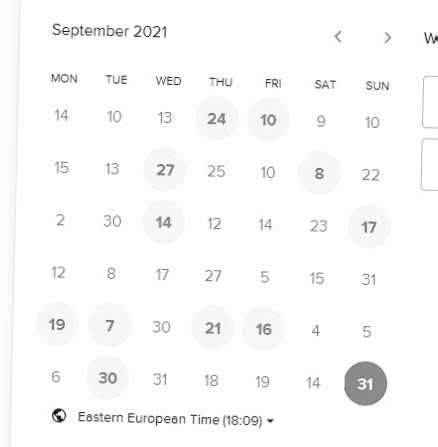 September 2021
W
MON TUE WED THU FRI SAT SUN
14 10 13 24 10 9 10
15 13 27 25 10 8 22
2 30 14 12 14 23 17
12 8 17 27 5 15 31
19 7 30 21 16 4 5
6 30 31 18 19 14 31
Eastern European Time (18:09)